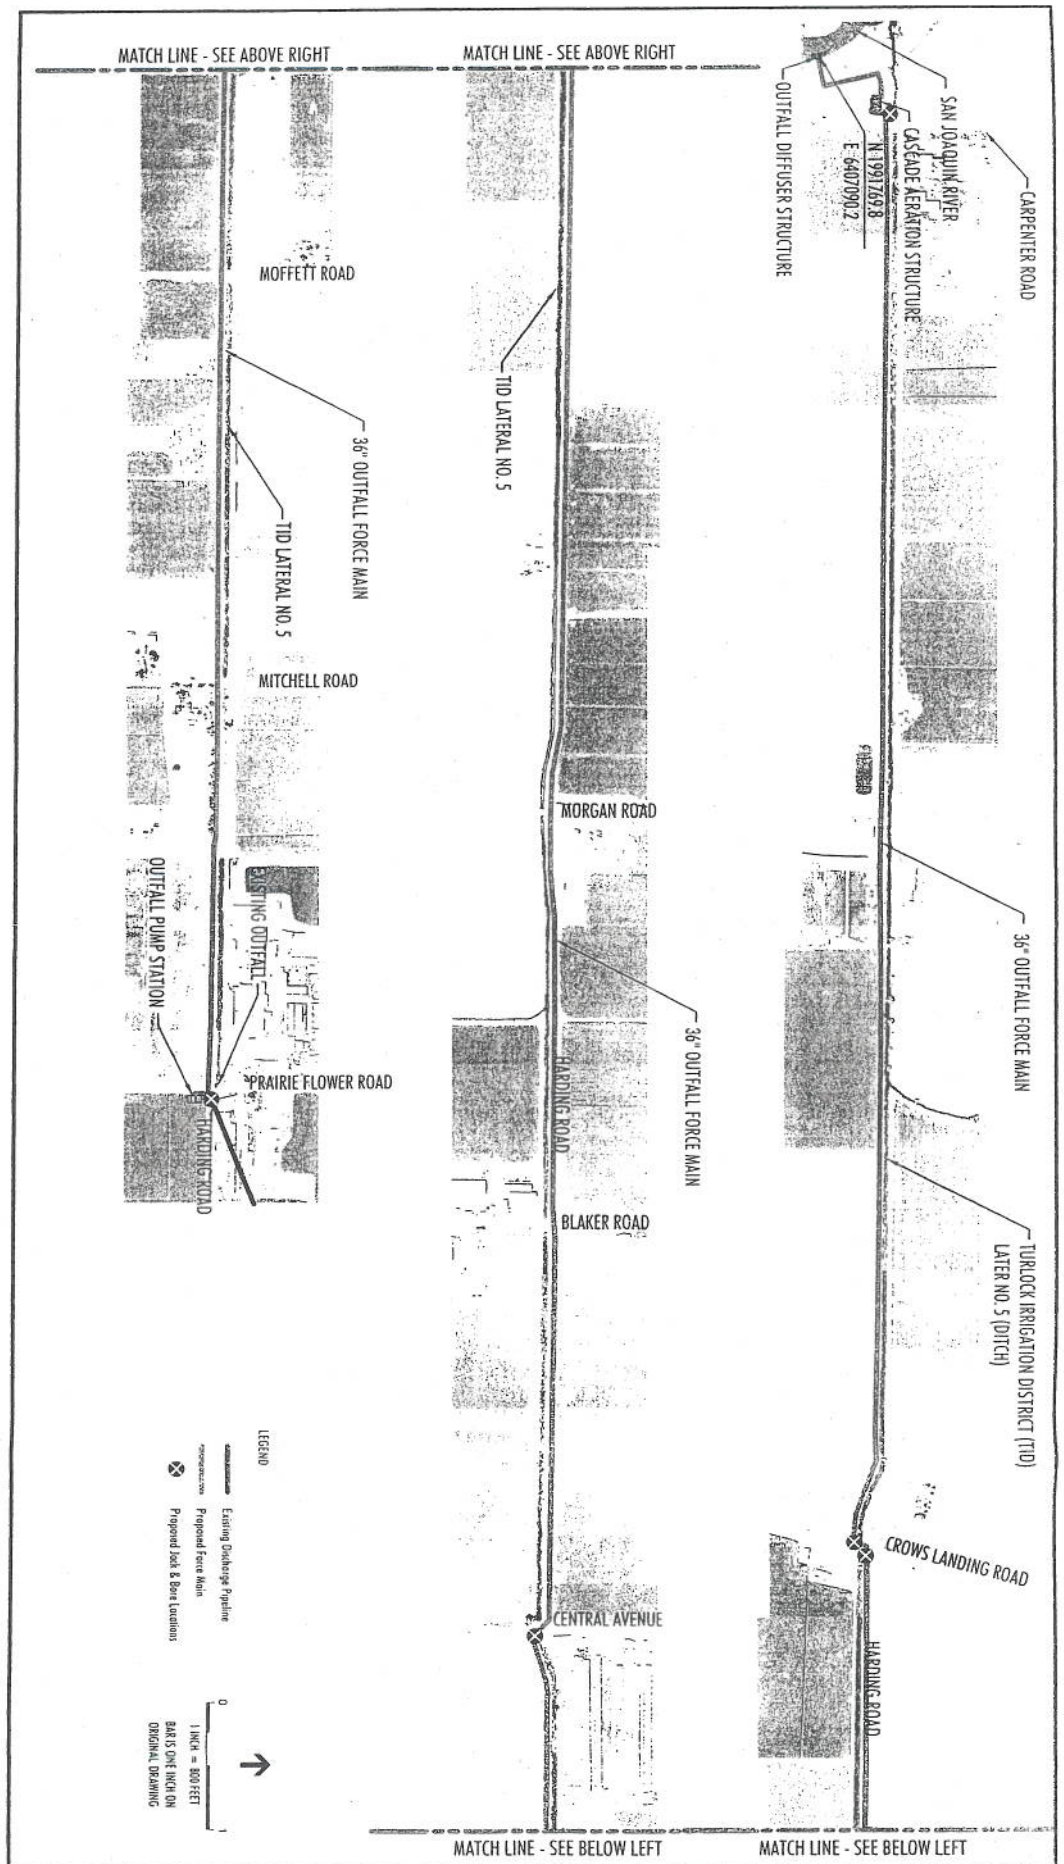 MATCH LINE - SEE ABOVE RIGHT
MATCH LINE - SEE ABOVE RIGHT
SAN JOAQUIN RIVER
CARPENTER ROAD
CASCADE AERATION STRUCTURE
N 1991769.8
E 6407090.2
OUTFALL DIFFUSER STRUCTURE
36" OUTFALL FORCE MAIN
TURLOCK IRRIGATION DISTRICT (TID)
LATER NO. 5 (DITCH)
CROWS LANDING ROAD
HARDING ROAD
MATCH LINE - SEE BELOW LEFT
TID LATERAL NO. 5
MORGAN ROAD
36" OUTFALL FORCE MAIN
HARDING ROAD
BLAKER ROAD
CENTRAL AVENUE
MATCH LINE - SEE BELOW LEFT
MOFFETT ROAD
36" OUTFALL FORCE MAIN
TID LATERAL NO. 5
MITCHELL ROAD
EXISTING OUTFALL
OUTFALL PUMP STATION
PRAIRIE FLOWER ROAD
HARDING ROAD
LEGEND
Existing Discharge Pipeline
Proposed Force Main
Proposed Jack & Bore Locations
0 1
1 INCH = 800 FEET
BAR IS ONE INCH ON
ORIGINAL DRAWING